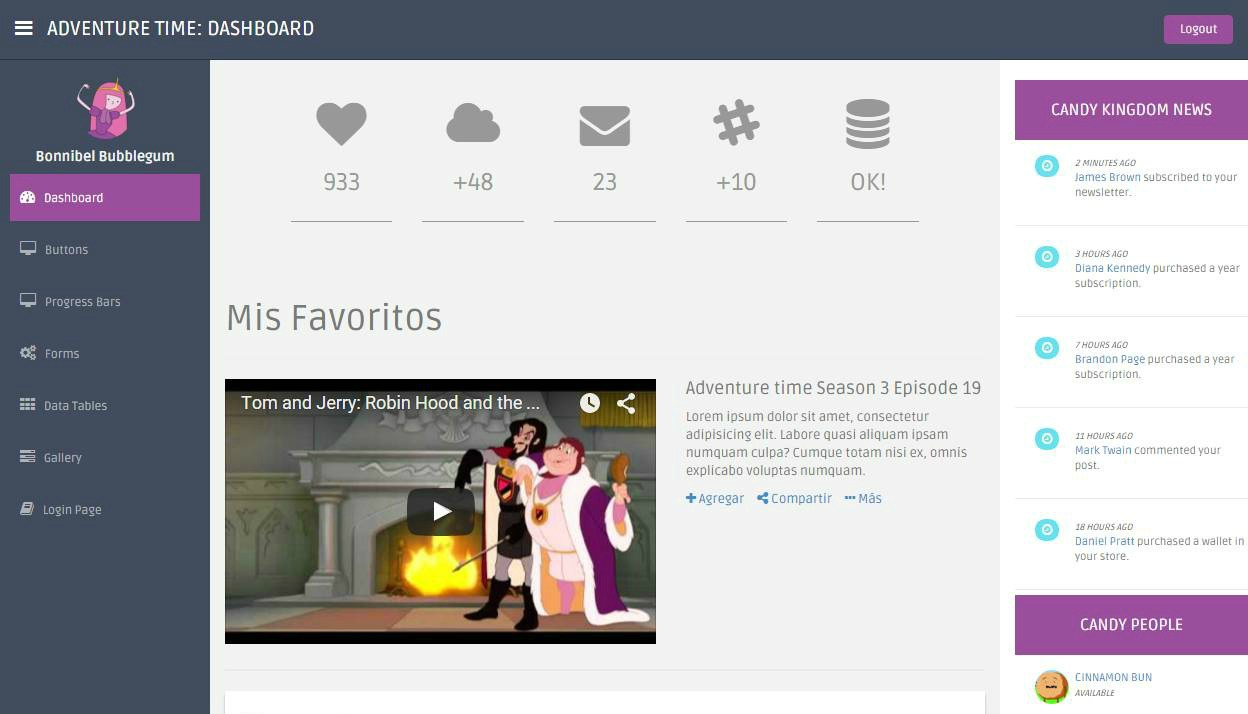 ADVENTURE TIME: DASHBOARD
Logout
Bonnibel Bubblegum
Dashboard
Buttons
Progress Bars
Forms
Data Tables
Gallery
Login Page
933
+48
23
+10
OK!
Mis Favoritos
Tom and Jerry: Robin Hood and the ...
Adventure time Season 3 Episode 19
Lorem ipsum dolor sit amet, consectetur
adipisicing elit. Labore quasi aliquam ipsam
numquam culpa? Cumque totam nisi ex, omnis
explicabo voluptas numquam.
Agregar Compartir Más
CANDY KINGDOM NEWS
2 MINUTES AGO
James Brown subscribed to your
newsletter.
3 HOURS AGO
Diana Kennedy purchased a year
subscription.
7 HOURS AGO
Brandon Page purchased a year
subscription.
11 HOURS AGO
Mark Twain commented your
post.
18 HOURS AGO
Daniel Pratt purchased a wallet in
your store.
CANDY PEOPLE
CINNAMON BUN
AVAILABLE